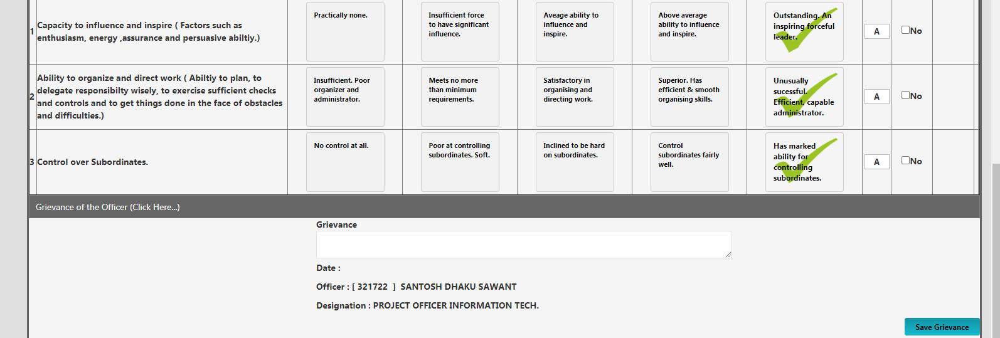 1 Capacity to influence and inspire ( Factors such as
enthusiasm, energy ,assurance and persuasive abiltiy.)
Practically none.
Insufficient force
to have significant
influence.
Aveage ability to
influence and
inspire.
Above average
ability to influence
and inspire.
Outstanding. An
inspiring forceful
leader.
A
No
2 Ability to organize and direct work ( Abiltiy to plan, to
delegate responsibilty wisely, to exercise sufficient checks
and controls and to get things done in the face of obstacles
and difficulties.)
Insufficient. Poor
organizer and
administrator.
Meets no more
than minimum
requirements.
Satisfactory in
organising and
directing work.
Superior. Has
efficient & smooth
organising skills.
Unusually
sucessful.
Efficient, capable
administrator.
A
No
3 Control over Subordinates.
No control at all.
Poor at controlling
subordinates. Soft.
Inclined to be hard
on subordinates.
Control
subordinates fairly
well.
Has marked
ability for
controlling
subordinates.
A
No
Grievance of the Officer (Click Here...)
Grievance
Date :
Officer : [ 321722 ] SANTOSH DHAKU SAWANT
Designation : PROJECT OFFICER INFORMATION TECH.
Save Grievance